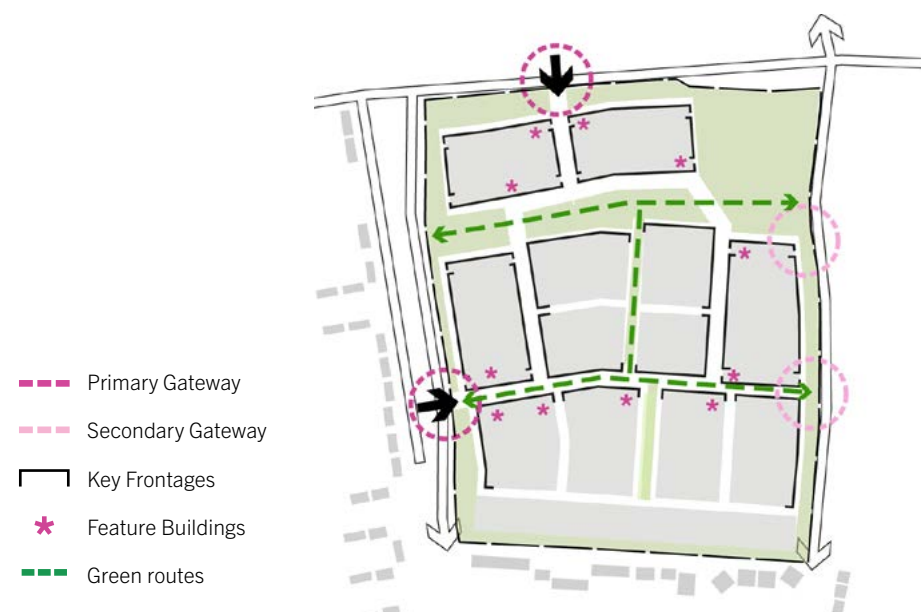 Primary Gateway
Secondary Gateway
Key Frontages
Feature Buildings
Green routes